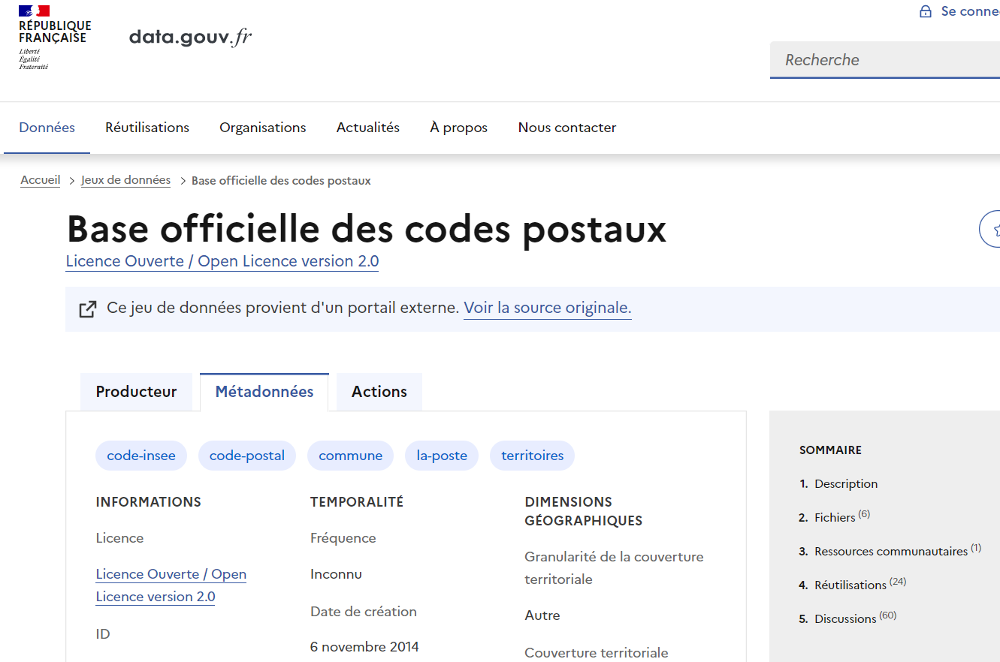 RÉPUBLIQUE
FRANÇAISE
Liberté
Égalité
Fraternité
data.gouv.fr
Se conne
Recherche
Données Réutilisations Organisations Actualités À propos Nous contacter
Accueil > Jeux de données > Base officielle des codes postaux
Base officielle des codes postaux
Licence Ouverte / Open Licence version 2.0
Ce jeu de données provient d'un portail externe. Voir la source originale.
Producteur Métadonnées Actions
code-insee code-postal commune la-poste territoires
INFORMATIONS
Licence
Licence Ouverte / Open
Licence version 2.0
ID
TEMPORALITÉ
Fréquence
Inconnu
Date de création
6 novembre 2014
DIMENSIONS
GÉOGRAPHIQUES
Granularité de la couverture
territoriale
Autre
Couverture territoriale
SOMMAIRE
1. Description
2. Fichiers (6)
3. Ressources communautaires (1)
4. Réutilisations (24)
5. Discussions (60)